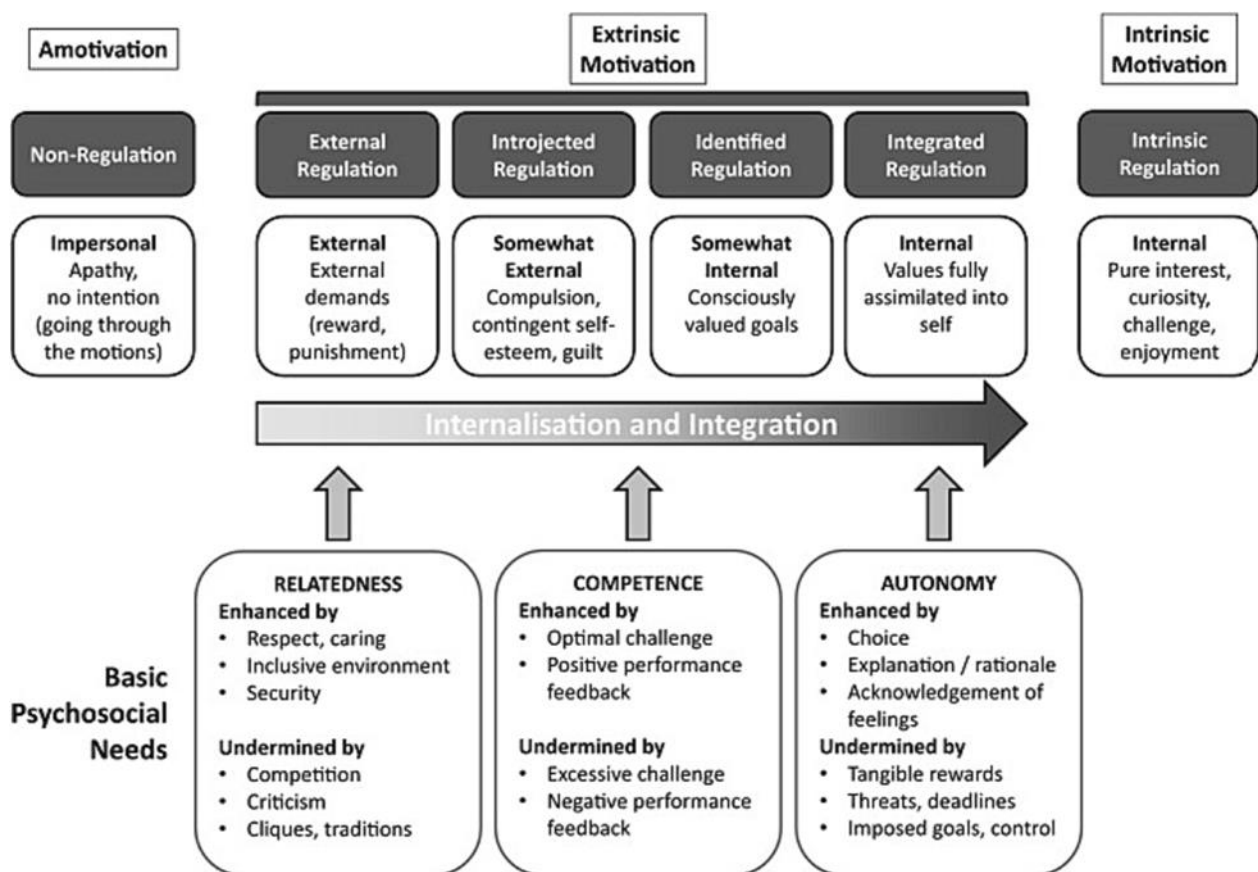 Amotivation
Extrinsic
Motivation
Intrinsic
Motivation
Non-Regulation
External
Regulation
Introjected
Regulation
Identified
Regulation
Integrated
Regulation
Intrinsic
Regulation
Impersonal
Apathy,
no intention
(going through
the motions)
External
External
demands
(reward,
punishment)
Somewhat
External
Compulsion,
contingent self-
esteem, guilt
Somewhat
Internal
Consciously
valued goals
Internal
Values fully
assimilated into
self
Internal
Pure interest,
curiosity,
challenge,
enjoyment
Internalisation and Integration
Basic
Psychosocial
Needs
RELATEDNESS
Enhanced by
• Respect, caring
• Inclusive environment
• Security
Undermined by
• Competition
• Criticism
• Cliques, traditions
COMPETENCE
Enhanced by
• Optimal challenge
• Positive performance
feedback
Undermined by
• Excessive challenge
• Negative performance
feedback
AUTONOMY
Enhanced by
• Choice
• Explanation / rationale
• Acknowledgement of
feelings
Undermined by
• Tangible rewards
• Threats, deadlines
• Imposed goals, control